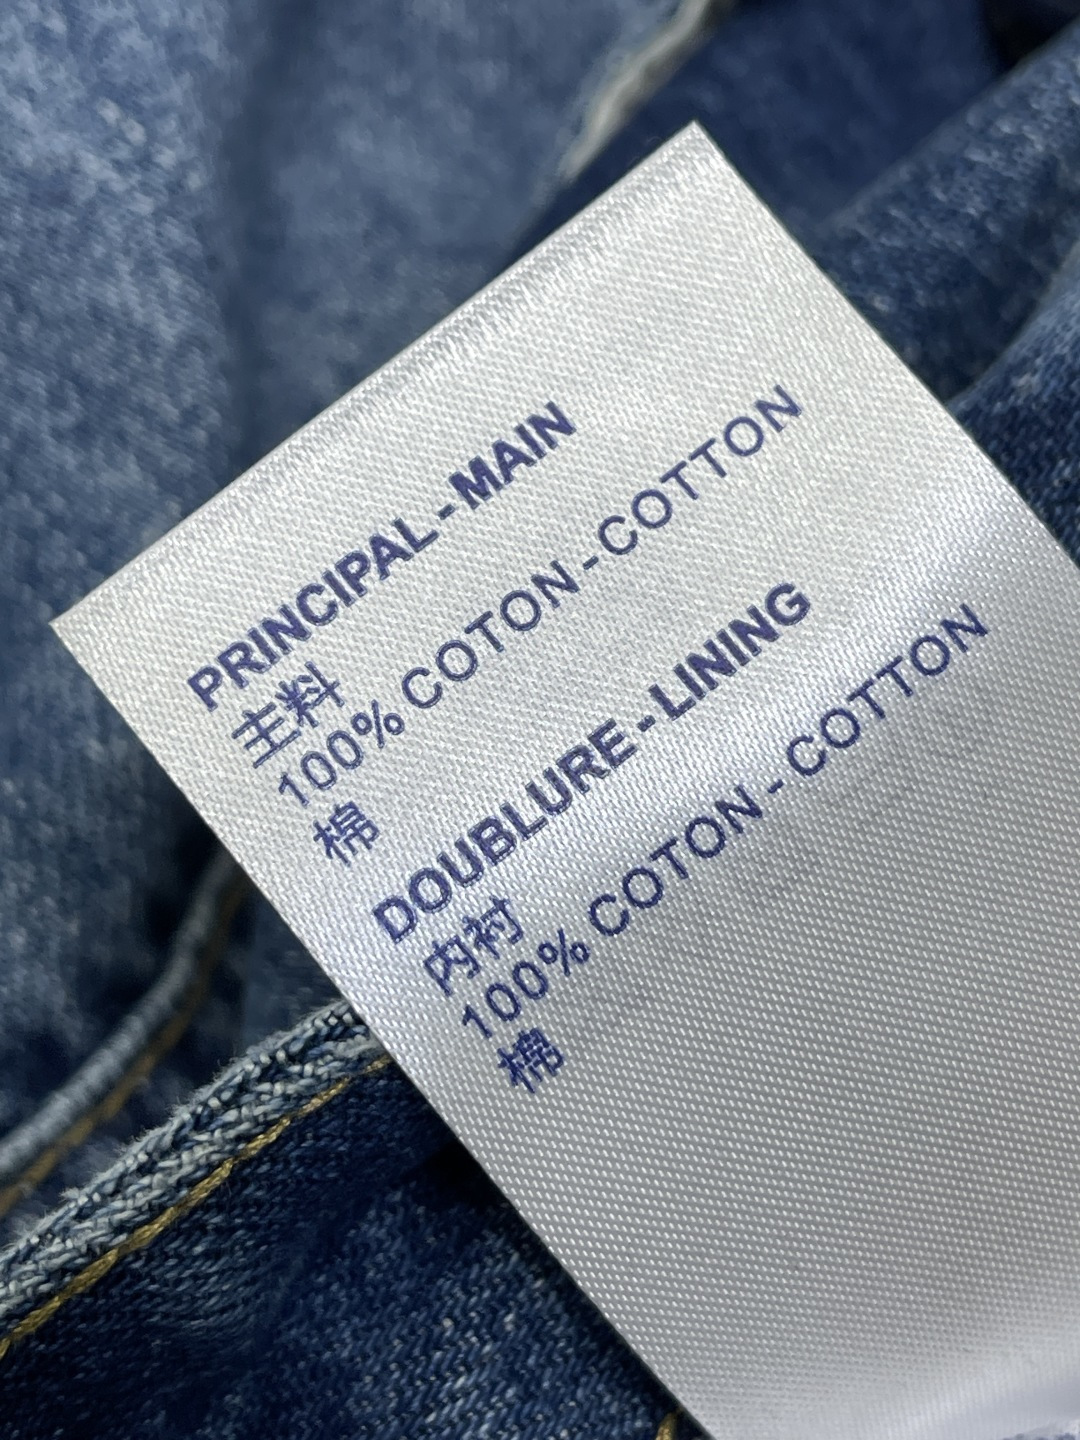 PRINCIPAL - MAIN
主料
100% COTON - COTTON
棉
DOUBLURE - LINING
内衬
100% COTON - COTTON
棉